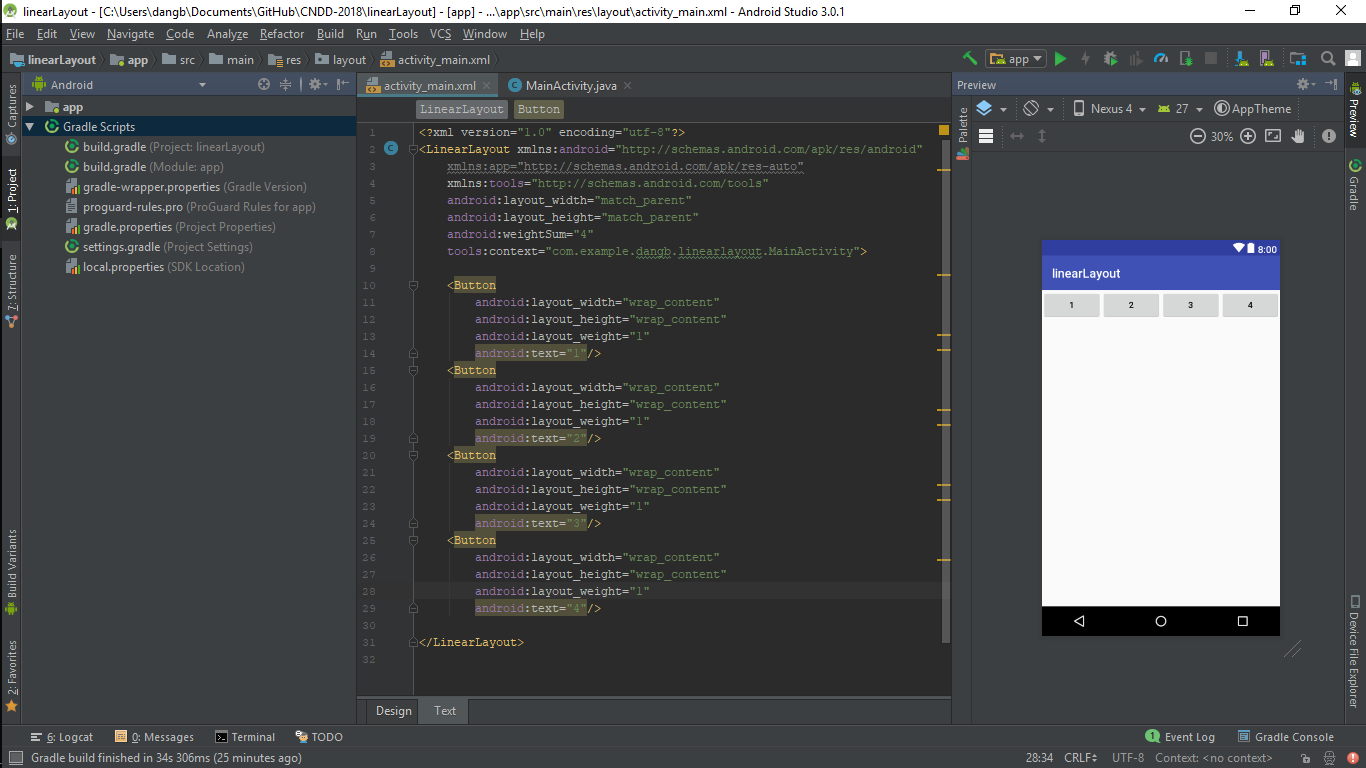 linearLayout - [C:\Users\dangb\Documents\GitHub\CNDD-2018\linearLayout] - [app] - ...\app\src\main\res\layout\activity_main.xml - Android Studio 3.0.1
File Edit View Navigate Code Analyze Refactor Build Run Tools VCS Window Help
linearLayout app src main res layout activity_main.xml
app
Android
activity_main.xml
MainActivity.java
Preview
Captures
1: Project
7: Structure
Build Variants
2: Favorites
app
Gradle Scripts
build.gradle (Project: linearLayout)
build.gradle (Module: app)
gradle-wrapper.properties (Gradle Version)
proguard-rules.pro (ProGuard Rules for app)
gradle.properties (Project Properties)
settings.gradle (Project Settings)
local.properties (SDK Location)
LinearLayout Button
1 <?xml version="1.0" encoding="utf-8"?>
2 <LinearLayout xmlns:android="http://schemas.android.com/apk/res/android"
3 xmlns:app="http://schemas.android.com/apk/res-auto"
4 xmlns:tools="http://schemas.android.com/tools"
5 android:layout_width="match_parent"
6 android:layout_height="match_parent"
7 android:weightSum="4"
8 tools:context="com.example.dangb.linearlayout.MainActivity">
9
10 <Button
11 android:layout_width="wrap_content"
12 android:layout_height="wrap_content"
13 android:layout_weight="1"
14 android:text="1"/>
15 <Button
16 android:layout_width="wrap_content"
17 android:layout_height="wrap_content"
18 android:layout_weight="1"
19 android:text="2"/>
20 <Button
21 android:layout_width="wrap_content"
22 android:layout_height="wrap_content"
23 android:layout_weight="1"
24 android:text="3"/>
25 <Button
26 android:layout_width="wrap_content"
27 android:layout_height="wrap_content"
28 android:layout_weight="1"
29 android:text="4"/>
30
31 </LinearLayout>
32
Design Text
Palette
Nexus 4 27 AppTheme
30%
8:00
linearLayout
1 2 3 4
Preview
Gradle
Device File Explorer
6: Logcat 0: Messages Terminal TODO
1 Event Log Gradle Console
Gradle build finished in 34s 306ms (25 minutes ago)
28:34 CRLF UTF-8 Context: <no context>